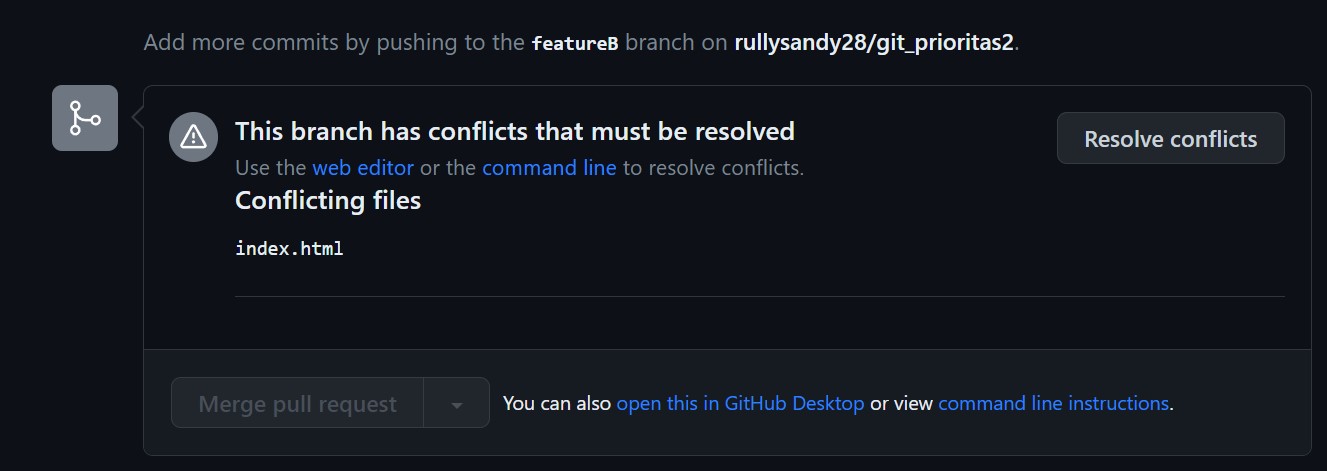 Add more commits by pushing to the featureB branch on rullysandy28/git_prioritas2.
This branch has conflicts that must be resolved
Resolve conflicts
Use the web editor or the command line to resolve conflicts.
Conflicting files
index.html
Merge pull request
You can also open this in GitHub Desktop or view command line instructions.